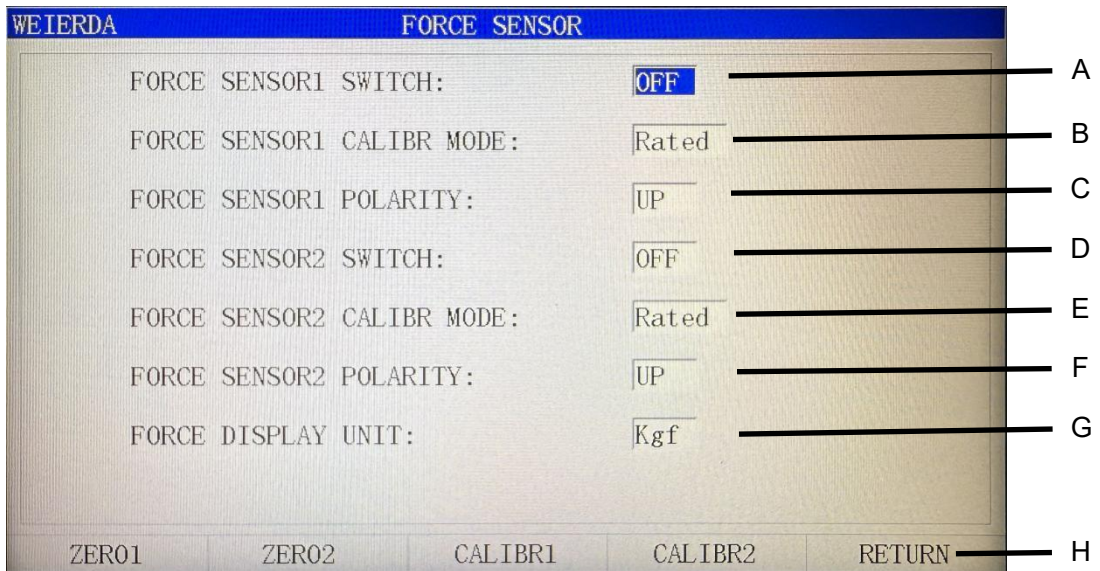 WEIERDA FORCE SENSOR
FORCE SENSOR1 SWITCH: OFF A
FORCE SENSOR1 CALIBR MODE: Rated B
FORCE SENSOR1 POLARITY: UP C
FORCE SENSOR2 SWITCH: OFF D
FORCE SENSOR2 CALIBR MODE: Rated E
FORCE SENSOR2 POLARITY: UP F
FORCE DISPLAY UNIT: Kgf G
ZERO1 ZERO2 CALIBR1 CALIBR2 RETURN H